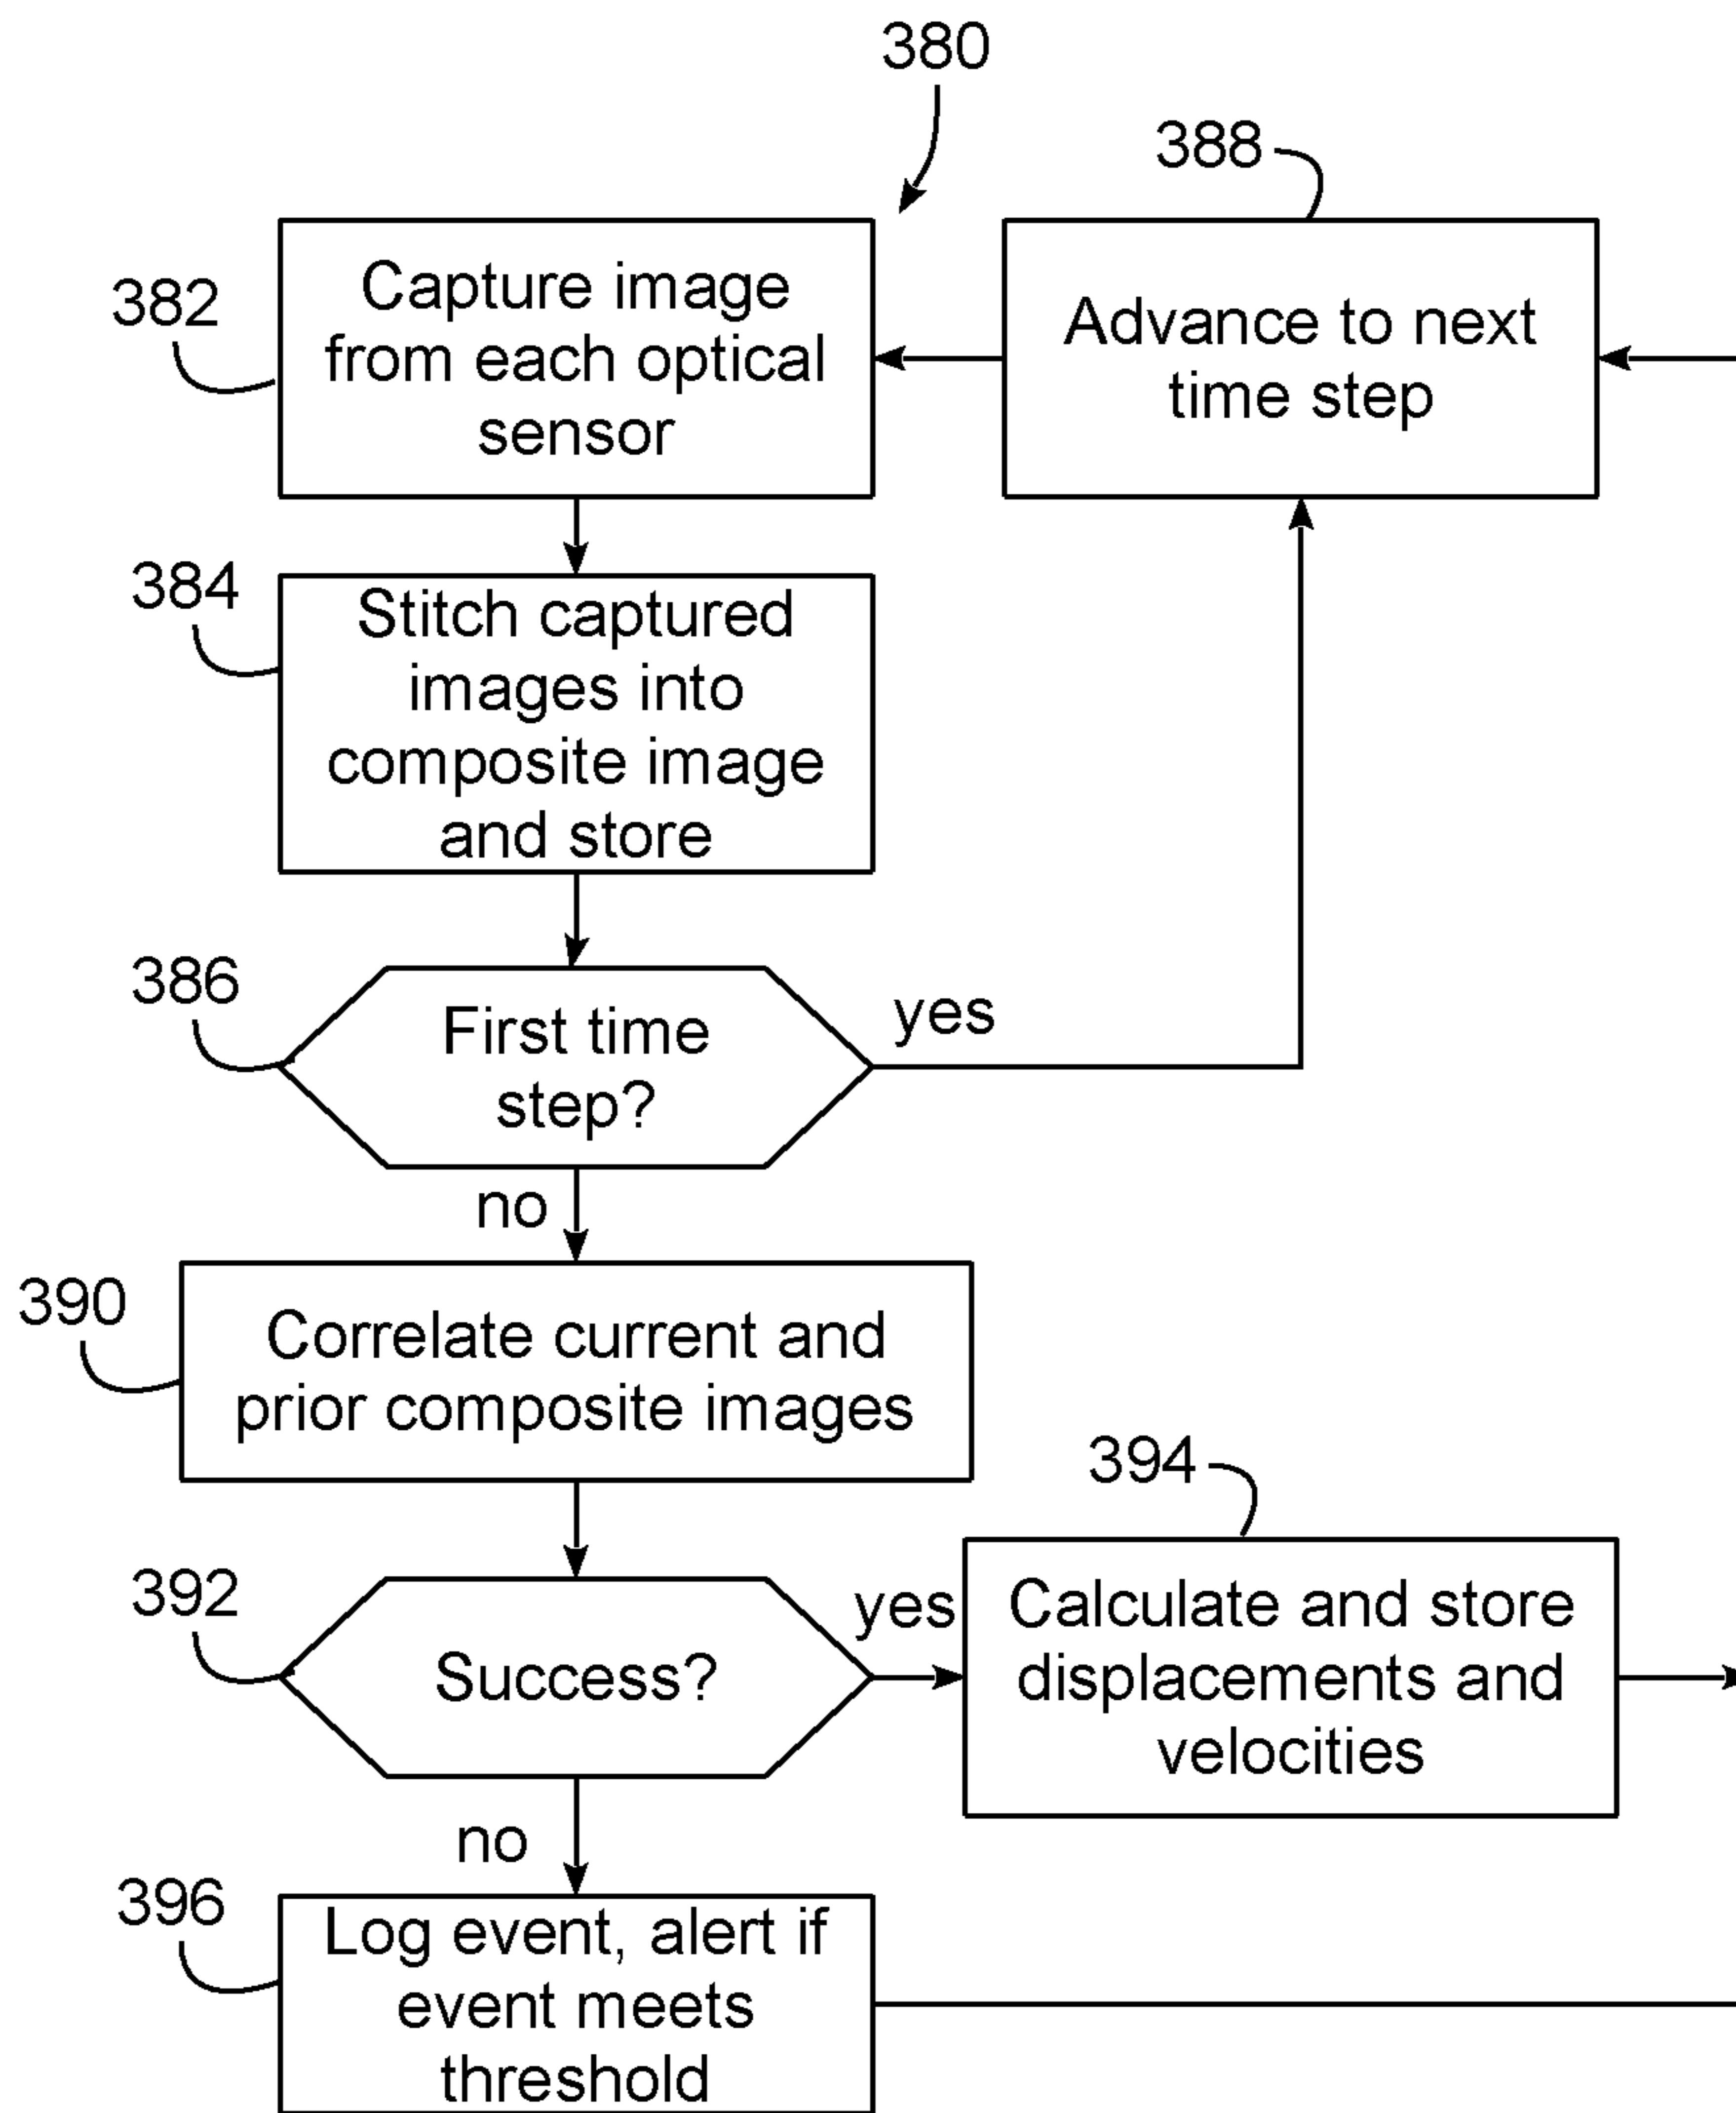 380
388
382
Capture image
from each optical
sensor
Advance to next
time step
384
Stitch captured
images into
composite image
and store
386
First time
step?
yes
no
390
Correlate current and
prior composite images
394
392
Success?
yes
Calculate and store
displacements and
velocities
no
396
Log event, alert if
event meets
threshold